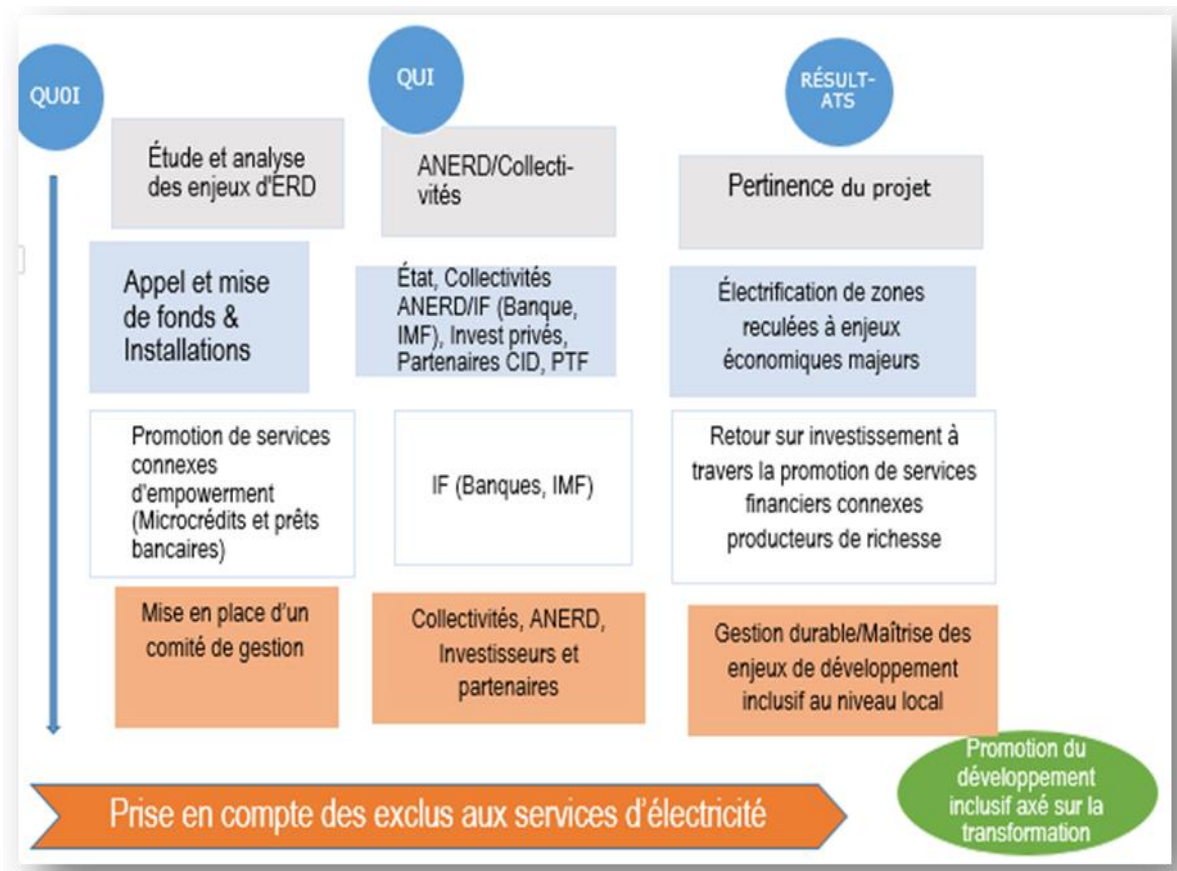 QU0I
QUI
RÉSULT-
ATS
Étude et analyse
des enjeux d'ERD
ANERD/Collecti-
vités
Pertinence du projet
Appel et mise
de fonds &
Installations
État, Collectivités
ANERD/IF (Banque,
IMF), Invest privés,
Partenaires CID, PTF
Électrification de zones
reculées à enjeux
économiques majeurs
Promotion de services
connexes
d'empowerment
(Microcrédits et prêts
bancaires)
IF (Banques, IMF)
Retour sur investissement à
travers la promotion de services
financiers connexes
producteurs de richesse
Mise en place d'un
comité de gestion
Collectivités, ANERD,
Investisseurs et
partenaires
Gestion durable/Maîtrise des
enjeux de développement
inclusif au niveau local
Prise en compte des exclus aux services d'électricité
Promotion du
développement
inclusif axé sur la
transformation